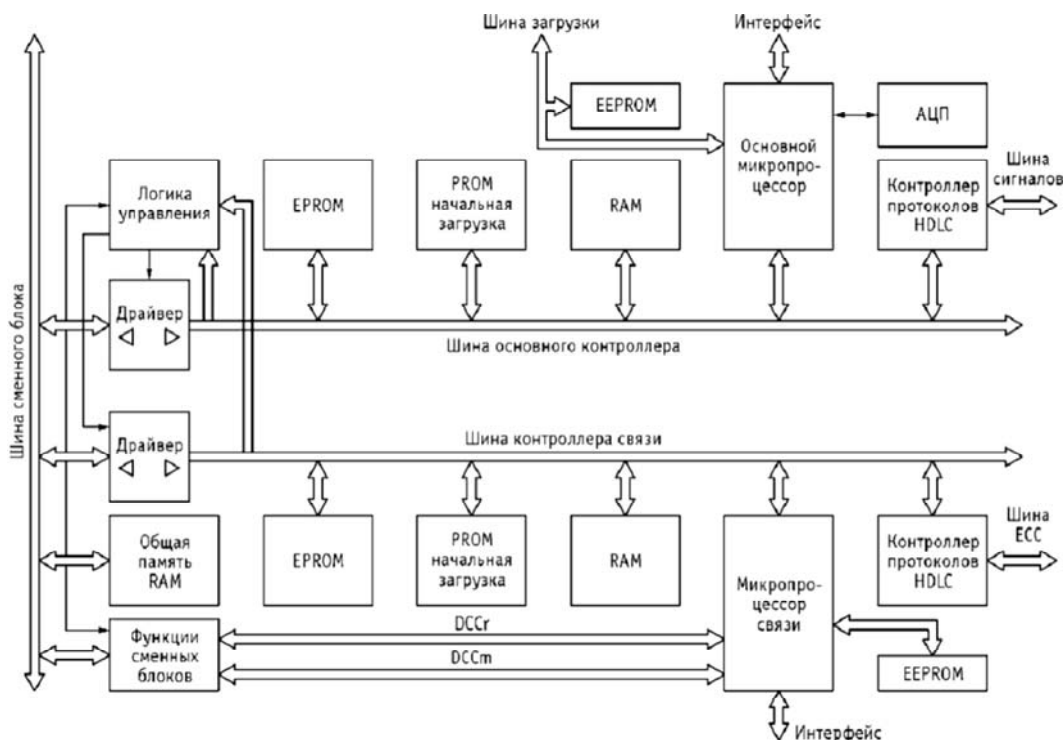 Шина загрузки
Интерфейс
EEPROM
Основной
микропро-
цессор
АЦП
Шина
сигналов
Логика
управления
EPROM
PROM
начальная
загрузка
RAM
Контроллер
протоколов
HDLC
Шина сменного блока
Драйвер
Шина основного контроллера
Драйвер
Шина контроллера связи
Общая
память
RAM
EPROM
PROM
начальная
загрузка
RAM
Микропро-
цессор
связи
Контроллер
протоколов
HDLC
Шина
ECC
Функции
сменных
блоков
DCCr
DCCm
EEPROM
Интерфейс